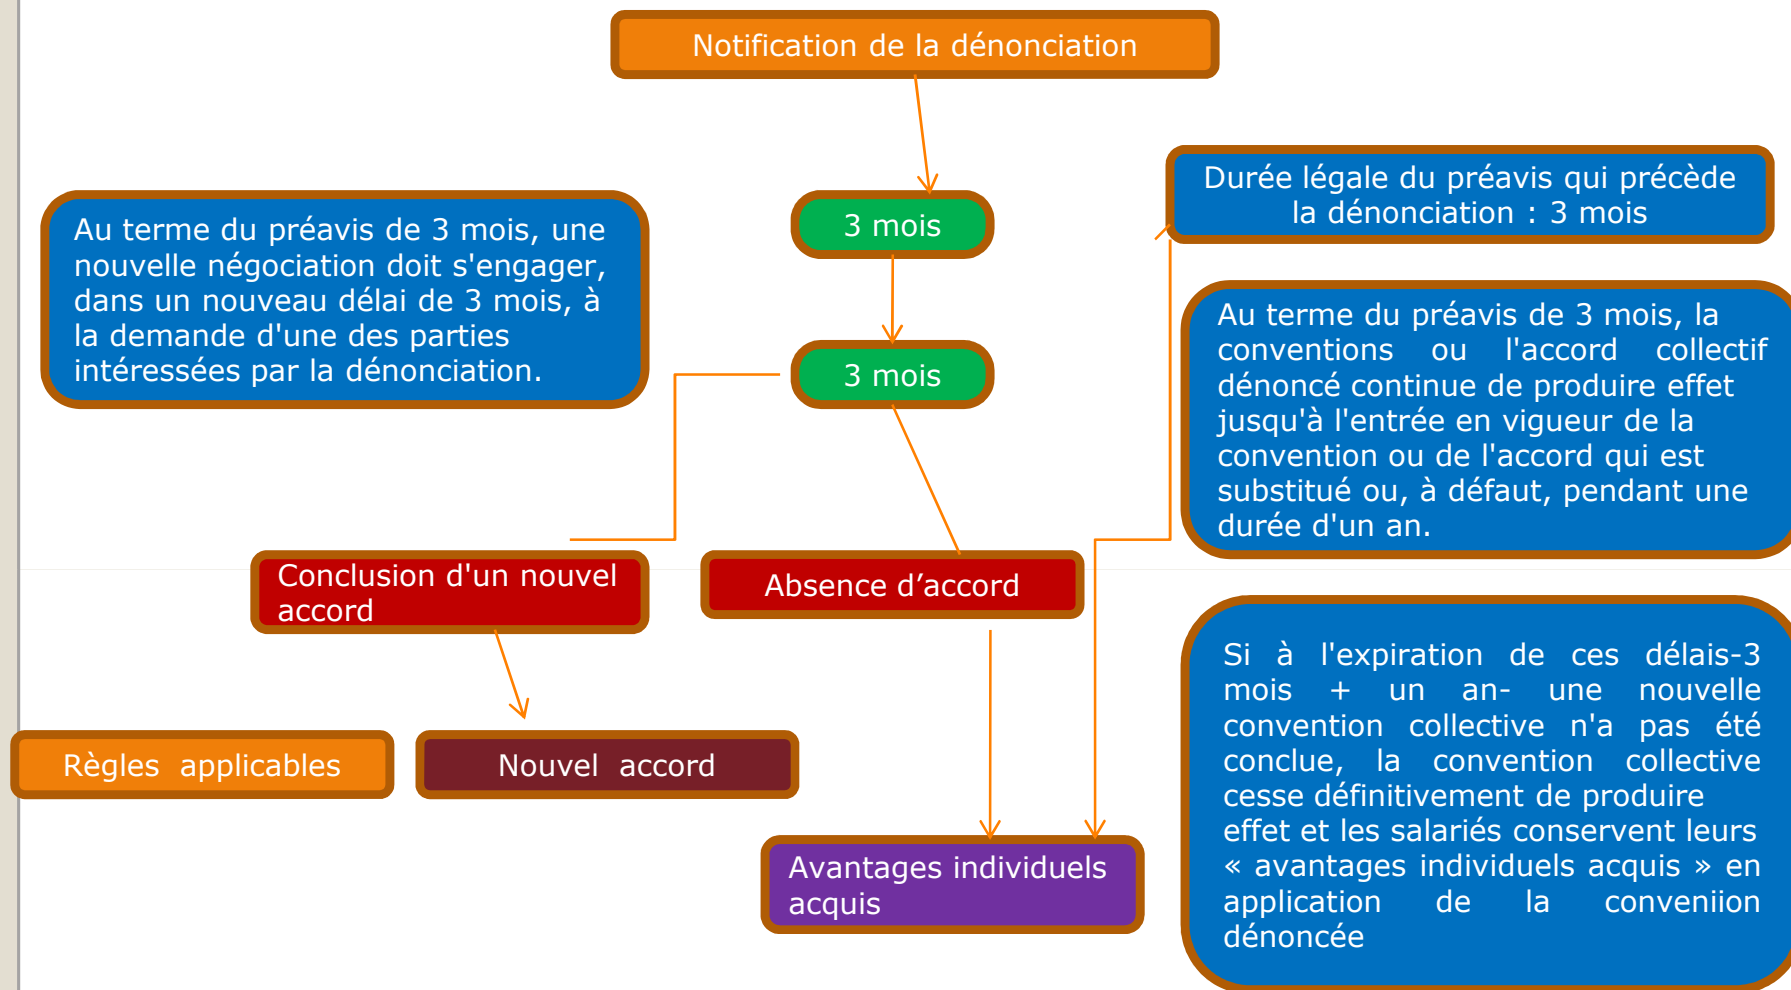 Notification de la dénonciation
Durée légale du préavis qui précède
la dénonciation : 3 mois
3 mois
Au terme du préavis de 3 mois, une
nouvelle négociation doit s'engager,
dans un nouveau délai de 3 mois, à
la demande d'une des parties
intéressées par la dénonciation.
Au terme du préavis de 3 mois, la
conventions ou l'accord collectif
dénoncé continue de produire effet
jusqu'à l'entrée en vigueur de la
convention ou de l'accord qui est
substitué ou, à défaut, pendant une
durée d'un an.
3 mois
Conclusion d'un nouvel
accord
Absence d’accord
Si à l'expiration de ces délais-3
mois + un an- une nouvelle
convention collective n'a pas été
conclue, la convention collective
cesse définitivement de produire
effet et les salariés conservent leurs
« avantages individuels acquis » en
application de la conveniion
dénoncée
Règles applicables
Nouvel accord
Avantages individuels
acquis